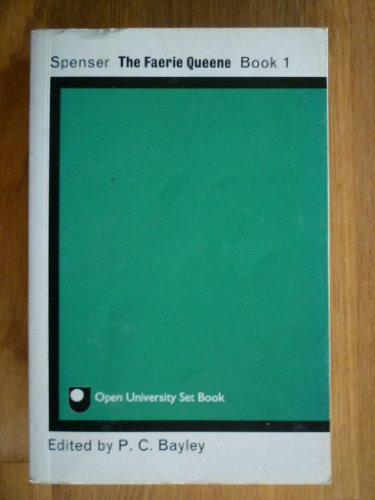 Spenser The Faerie Queene Book 1
Open University Set Book
Edited by P. C. Bayley